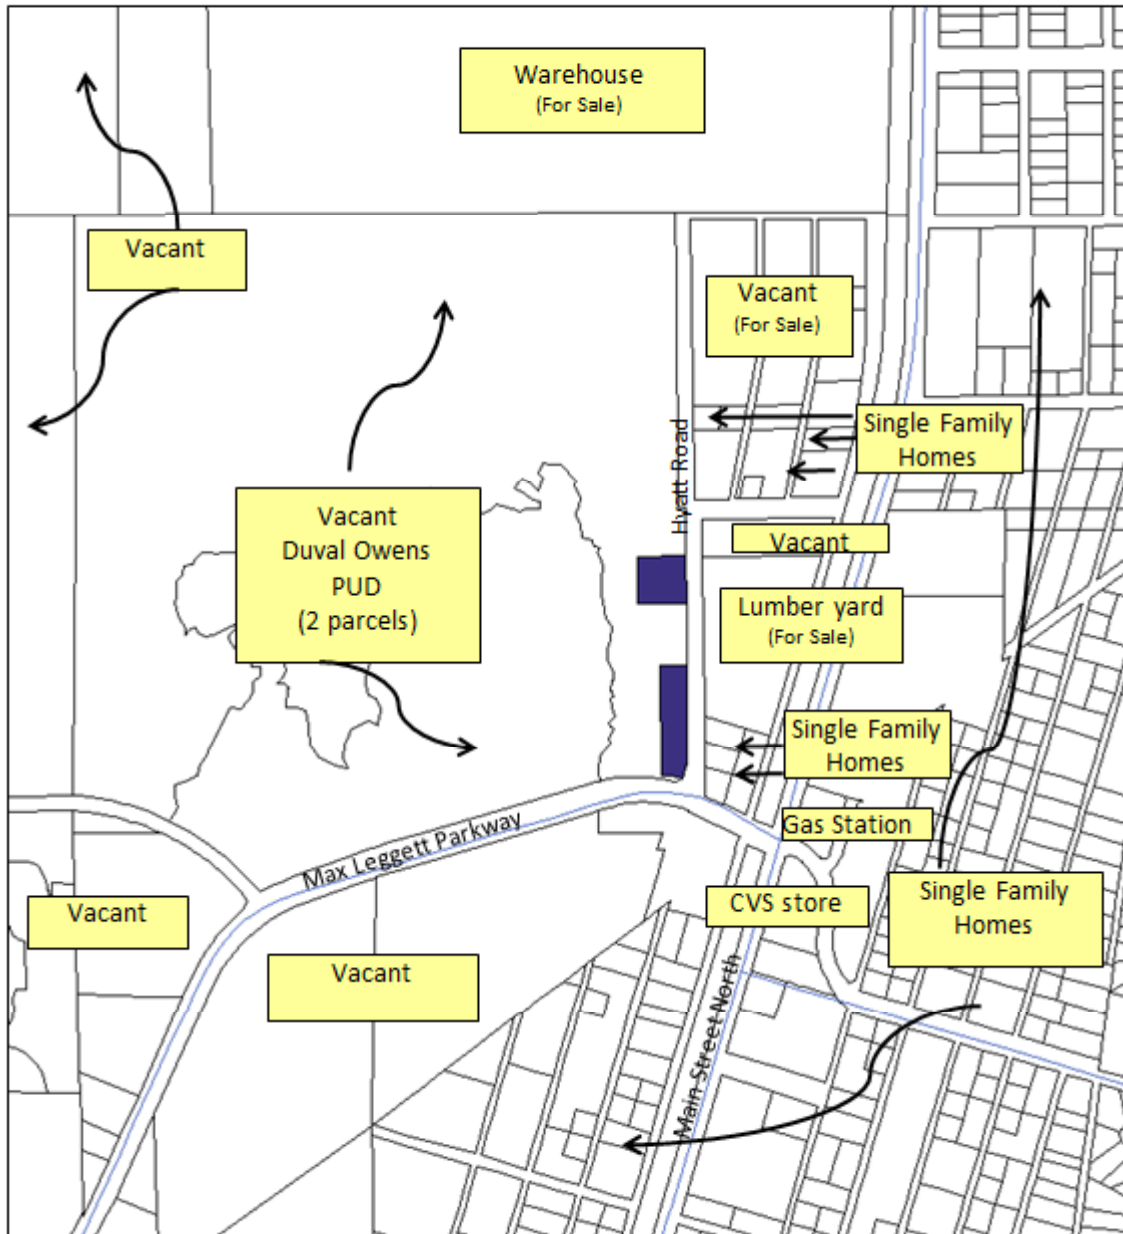 Warehouse
(For Sale)
Vacant
Vacant
(For Sale)
Single Family
Homes
Hyatt Road
Vacant
Duval Owens
PUD
(2 parcels)
Vacant
Lumber yard
(For Sale)
Single Family
Homes
Gas Station
Max Leggett Parkway
CVS store
Single Family
Homes
Vacant
Vacant
Main Street North